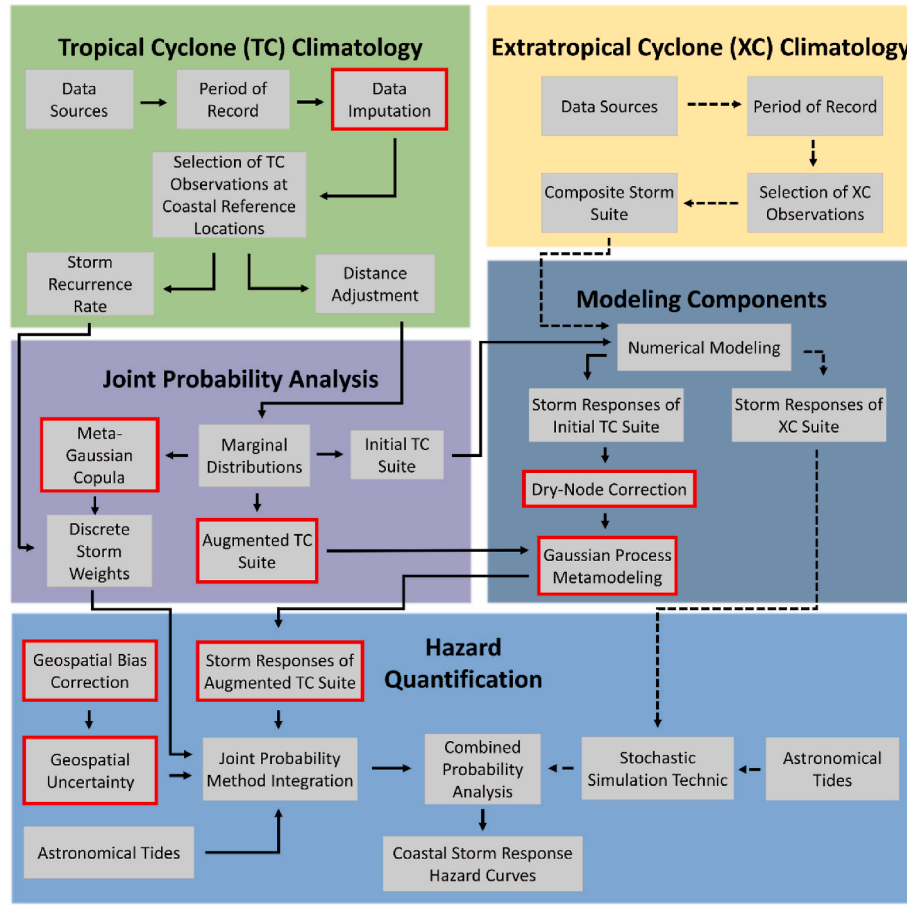 Tropical Cyclone (TC) Climatology
Data
Sources
Period of
Record
Data
Imputation
Selection of TC
Observations at
Coastal Reference
Locations
Storm
Recurrence
Rate
Distance
Adjustment
Extratropical Cyclone (XC) Climatology
Data Sources
Period of
Record
Composite Storm
Suite
Selection of XC
Observations
Joint Probability Analysis
Meta-
Gaussian
Copula
Marginal
Distributions
Initial TC
Suite
Discrete
Storm
Weights
Augmented TC
Suite
Modeling Components
Numerical Modeling
Storm Responses of
Initial TC Suite
Storm Responses of
XC Suite
Dry-Node Correction
Gaussian Process
Metamodeling
Hazard
Quantification
Geospatial Bias
Correction
Storm Responses of
Augmented TC Suite
Geospatial
Uncertainty
Joint Probability
Method Integration
Combined
Probability
Analysis
Stochastic
Simulation Technic
Astronomical
Tides
Astronomical Tides
Coastal Storm Response
Hazard Curves